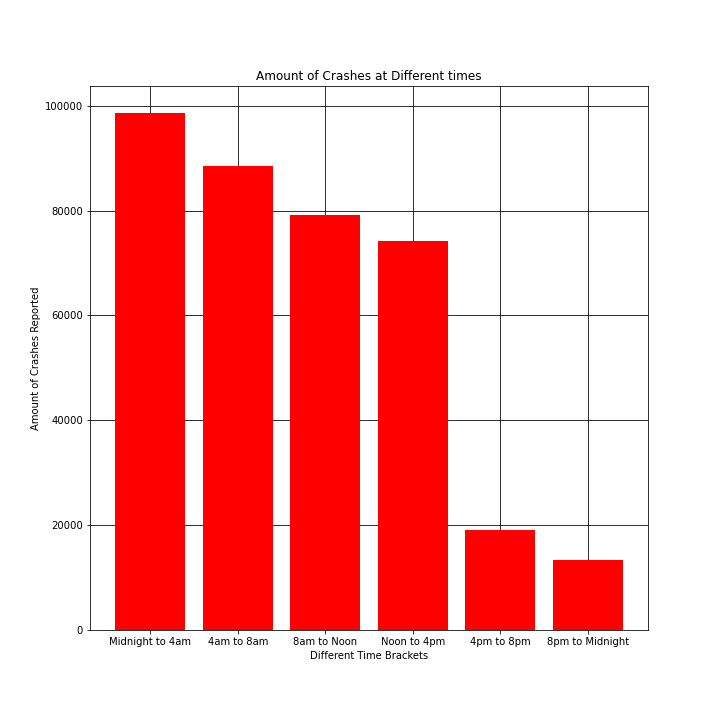 Amount of Crashes at Different times
100000
80000
60000
40000
20000
0
Amount of Crashes Reported
Midnight to 4am 4am to 8am 8am to Noon Noon to 4pm 4pm to 8pm 8pm to Midnight
Different Time Brackets